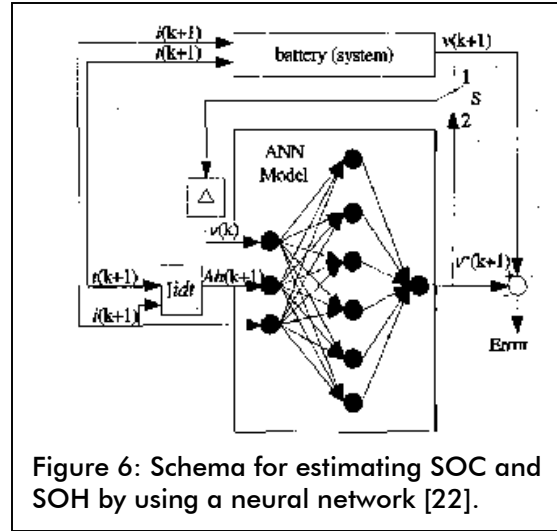 i(k+1)
t(k+1)
battery (system)
v(k+1)
1
S
2
ANN
Model
△
v(k)
t(k+1)
∫idt
Ah(k+1)
i(k+1)
v*(k+1)
Error
Figure 6: Schema for estimating SOC and
SOH by using a neural network [22].